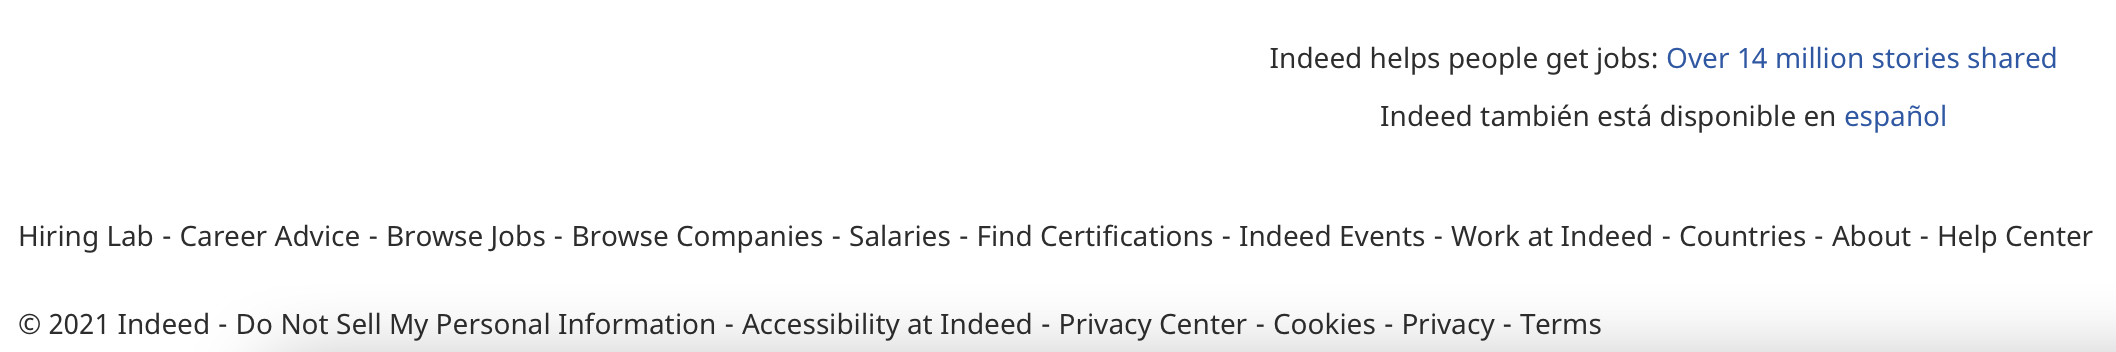 Indeed helps people get jobs: Over 14 million stories shared
Indeed también está disponible en español
Hiring Lab - Career Advice - Browse Jobs - Browse Companies - Salaries - Find Certifications - Indeed Events - Work at Indeed - Countries - About - Help Center
© 2021 Indeed - Do Not Sell My Personal Information - Accessibility at Indeed - Privacy Center - Cookies - Privacy - Terms